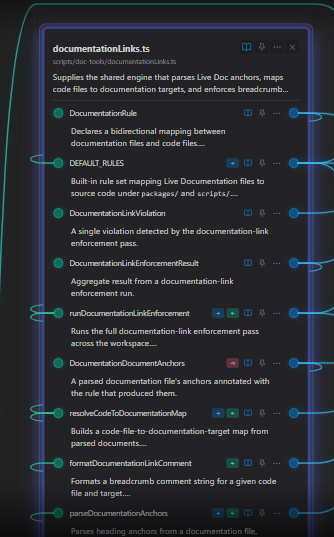 documentationLinks.ts
scripts/doc-tools/documentationLinks.ts
Supplies the shared engine that parses Live Doc anchors, maps
code files to documentation targets, and enforces breadcrumb...
DocumentationRule
Declares a bidirectional mapping between
documentation files and code files....
DEFAULT_RULES
Built-in rule set mapping Live Documentation files to
source code under packages/ and scripts/....
DocumentationLinkViolation
A single violation detected by the documentation-link
enforcement pass.
DocumentationLinkEnforcementResult
Aggregate result from a documentation-link
enforcement run.
runDocumentationLinkEnforcement
Runs the full documentation-link enforcement pass
across the workspace....
DocumentationDocumentAnchors
A parsed documentation file's anchors annotated with
the rule that produced them.
resolveCodeToDocumentationMap
Builds a code-file-to-documentation-target map from
parsed documents....
formatDocumentationLinkComment
Formats a breadcrumb comment string for a given code
file and target....
parseDocumentationAnchors
Parses heading anchors from a documentation file,